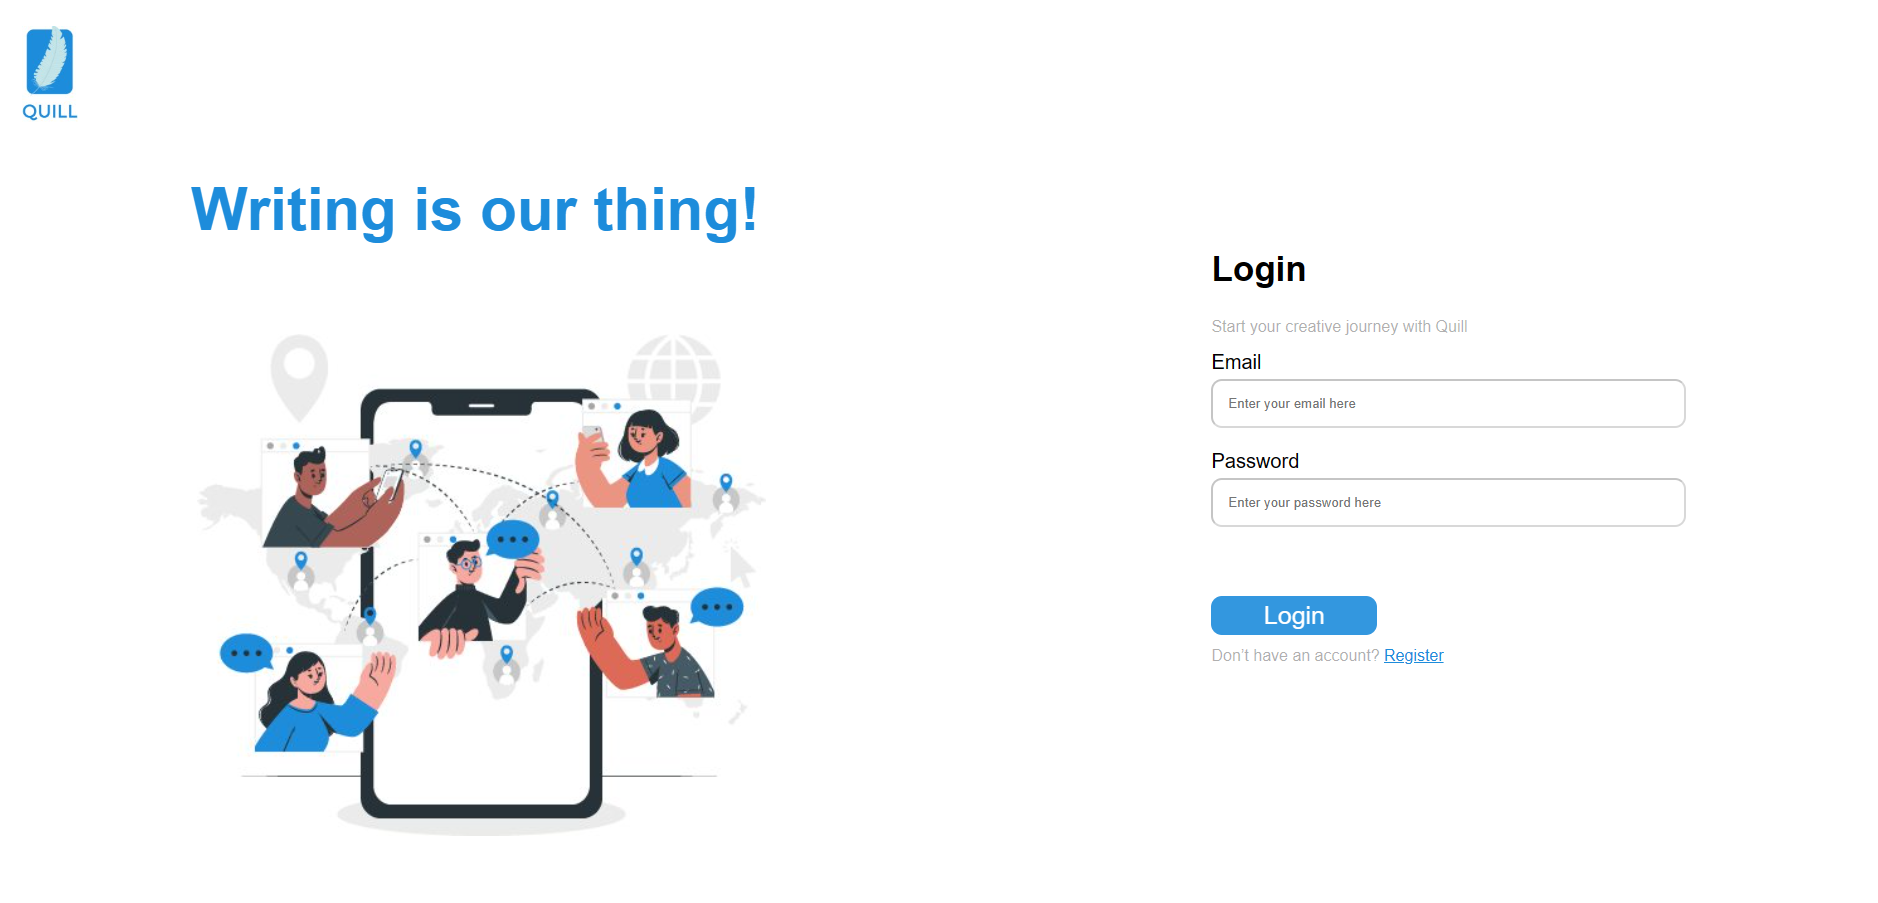 QUILL
Writing is our thing!
Login
Start your creative journey with Quill
Email
Enter your email here
Password
Enter your password here
Login
Don't have an account? Register